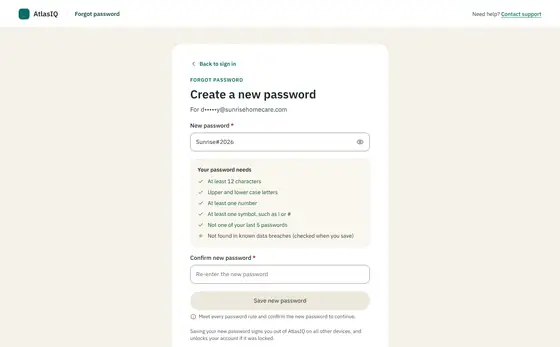 AtlasIQ
Forgot password
Need help? Contact support
Back to sign in
FORGOT PASSWORD
Create a new password
For d•••••y@sunrisehomecare.com
New password *
Sunrise#2026
Your password needs
At least 12 characters
Upper and lower case letters
At least one number
At least one symbol, such as ! or #
Not one of your last 5 passwords
Not found in known data breaches (checked when you save)
Confirm new password *
Re-enter the new password
Save new password
Meet every password rule and confirm the new password to continue.
Saving your new password signs you out of AtlasIQ on all other devices, and
unlocks your account if it was locked.